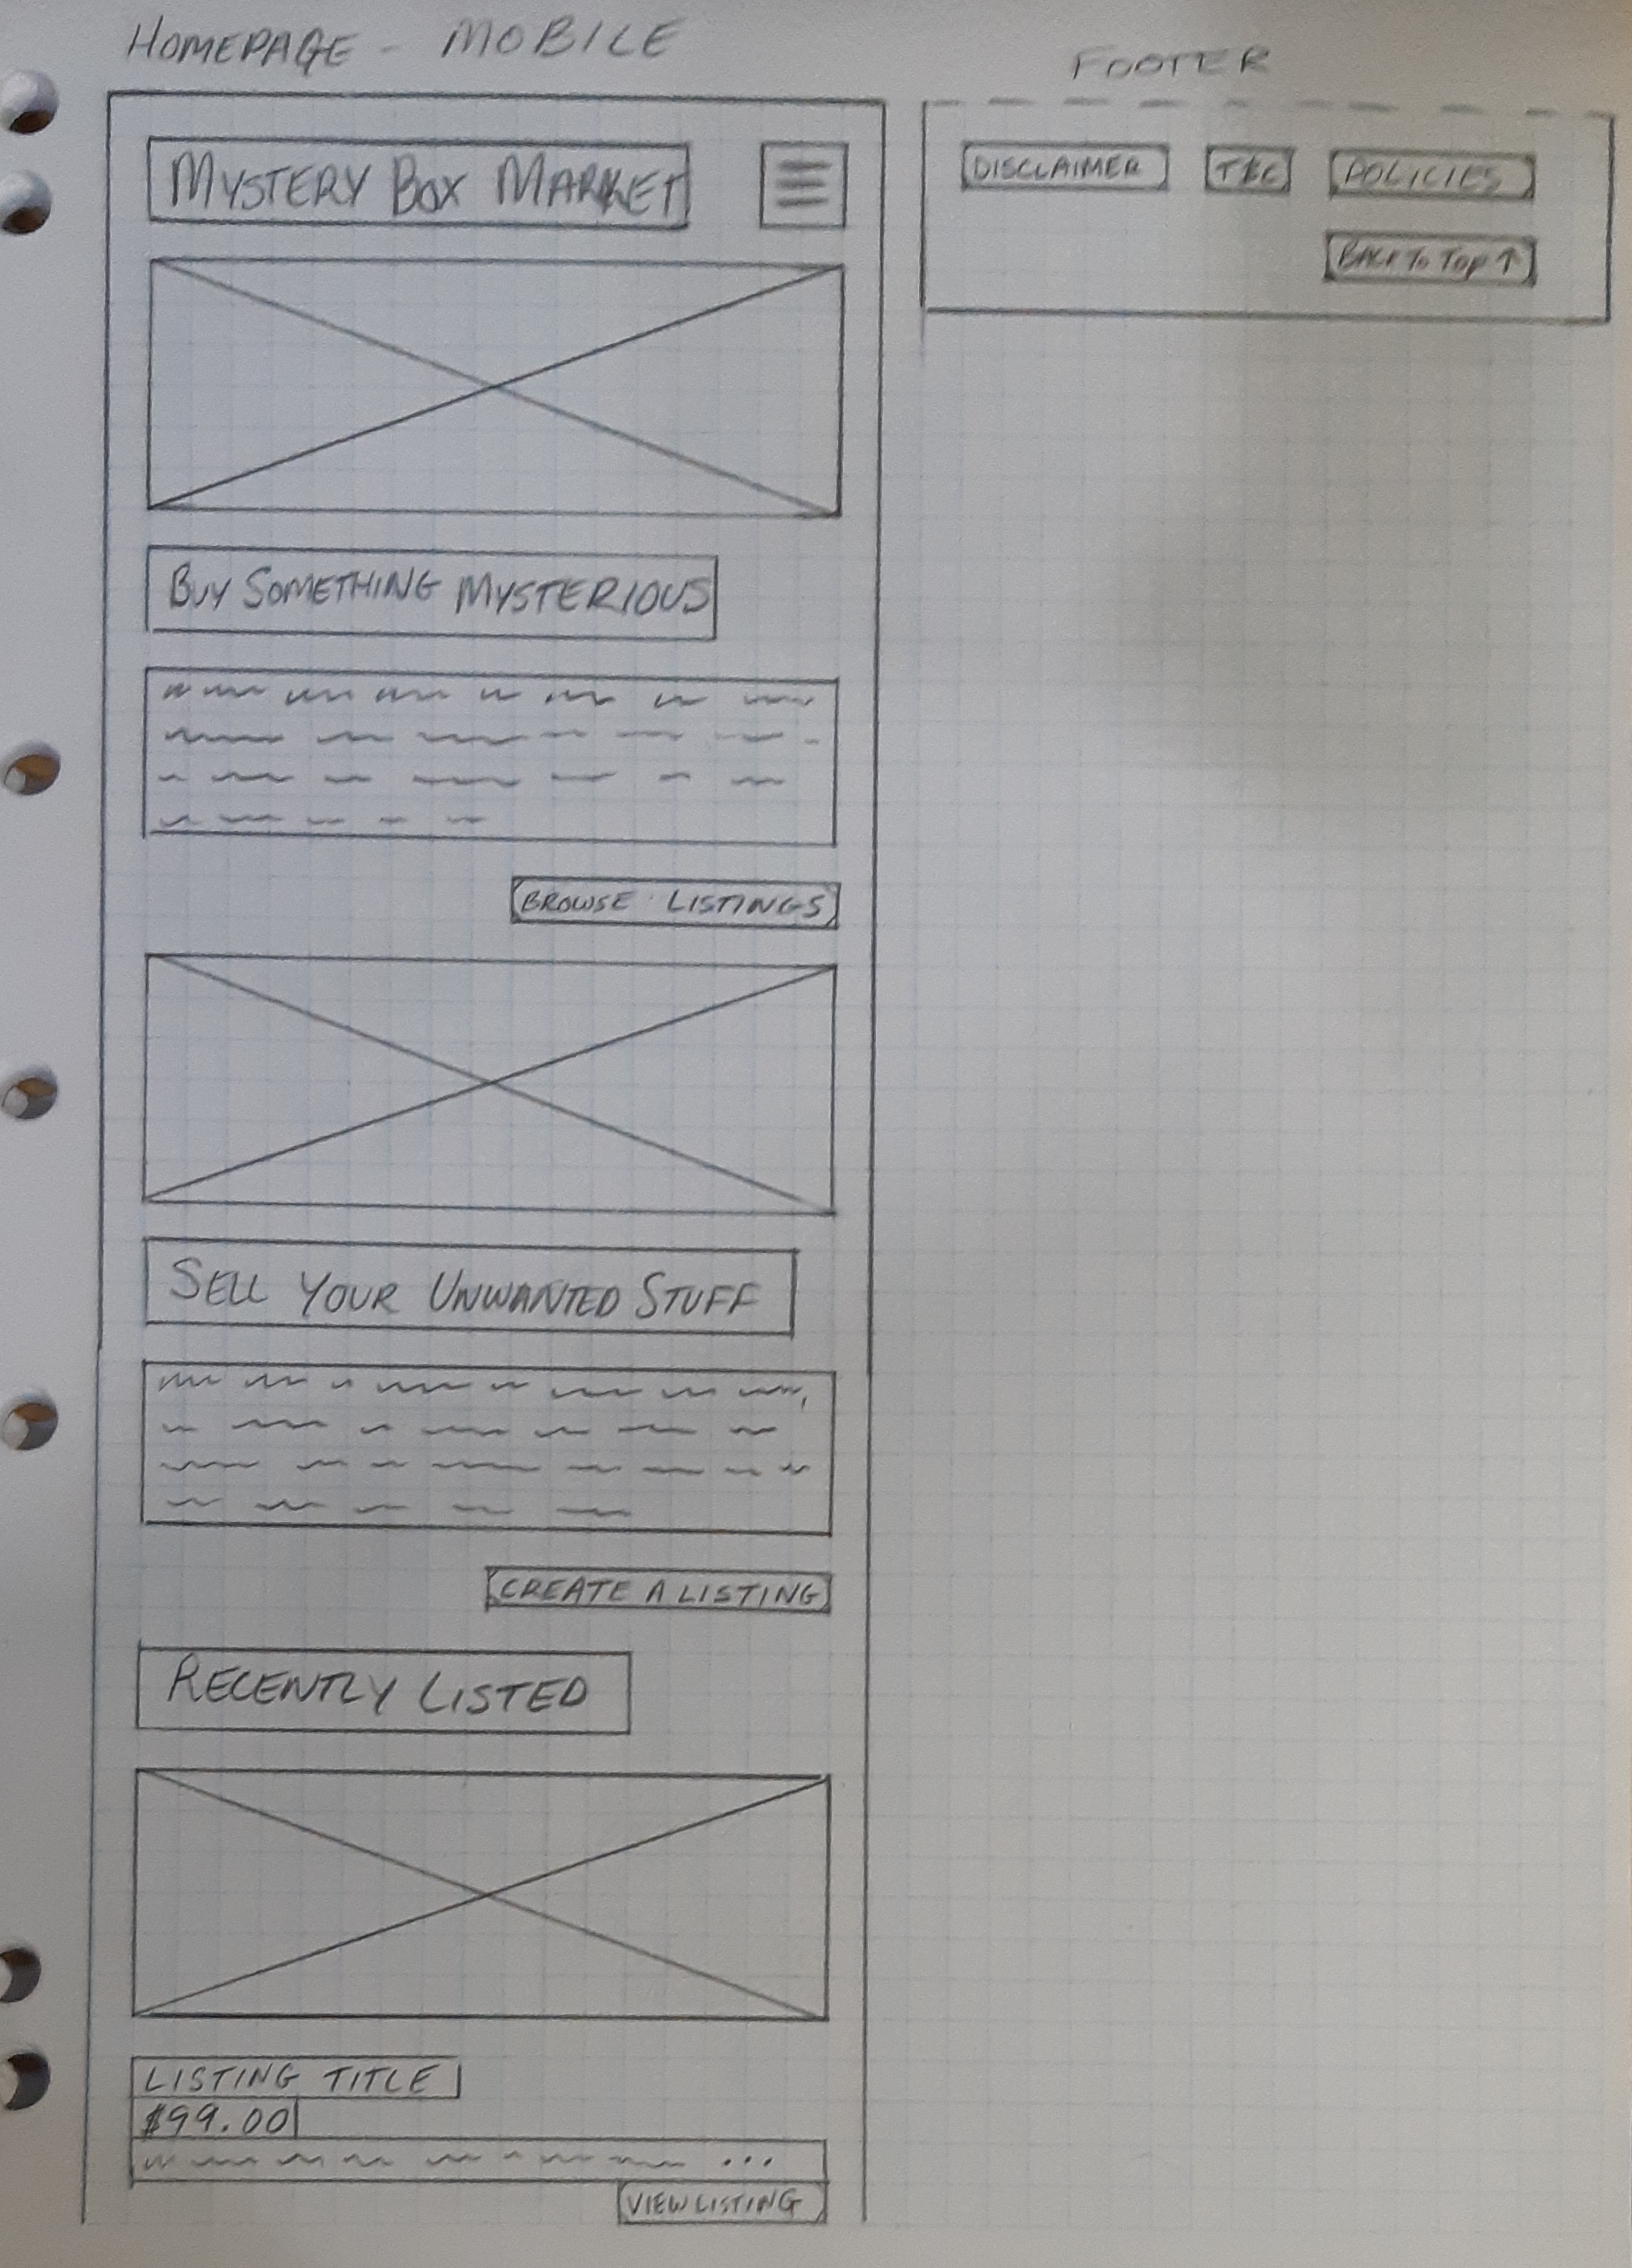 HOMEPAGE - MOBILE
MYSTERY BOX MARKET
BUY SOMETHING MYSTERIOUS
BROWSE LISTINGS
SELL YOUR UNWANTED STUFF
CREATE A LISTING
RECENTLY LISTED
LISTING TITLE
$99.00
...
VIEW LISTING
FOOTER
DISCLAIMER T&C POLICIES
BACK TO TOP ↑